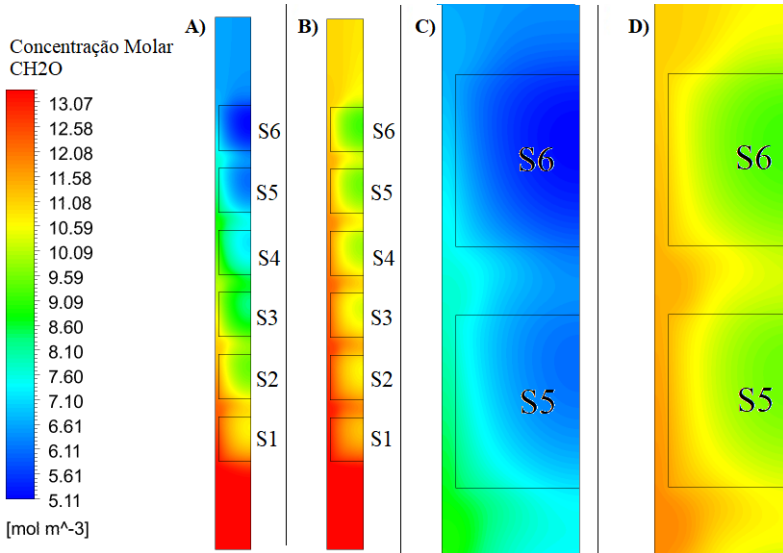 Concentração Molar
CH2O
13.07
12.58
12.08
11.58
11.08
10.59
10.09
9.59
9.09
8.60
8.10
7.60
7.10
6.61
6.11
5.61
5.11
[mol m^-3]
A)
S6
S5
S4
S3
S2
S1
B)
S6
S5
S4
S3
S2
S1
C)
S6
S5
D)
S6
S5